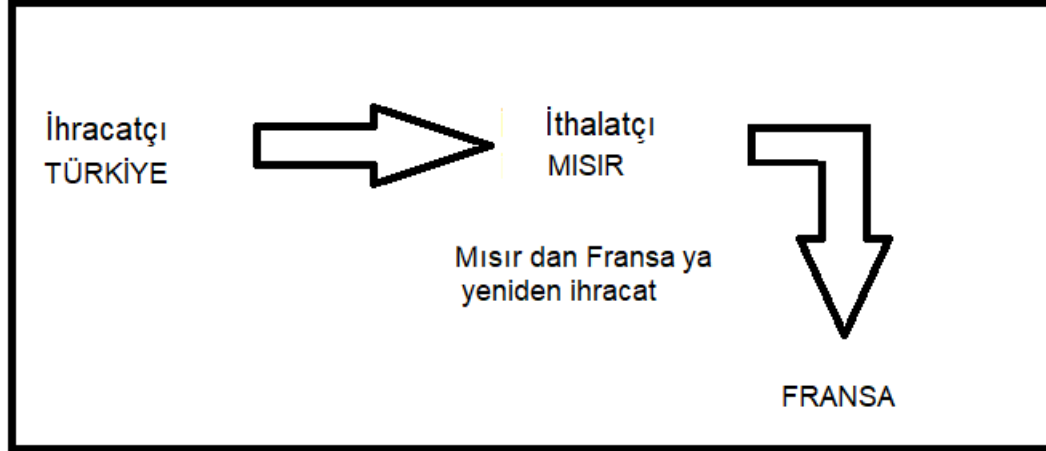 İhracatçı
TÜRKİYE
İthalatçı
MISIR
Mısır dan Fransa ya
yeniden ihracat
FRANSA